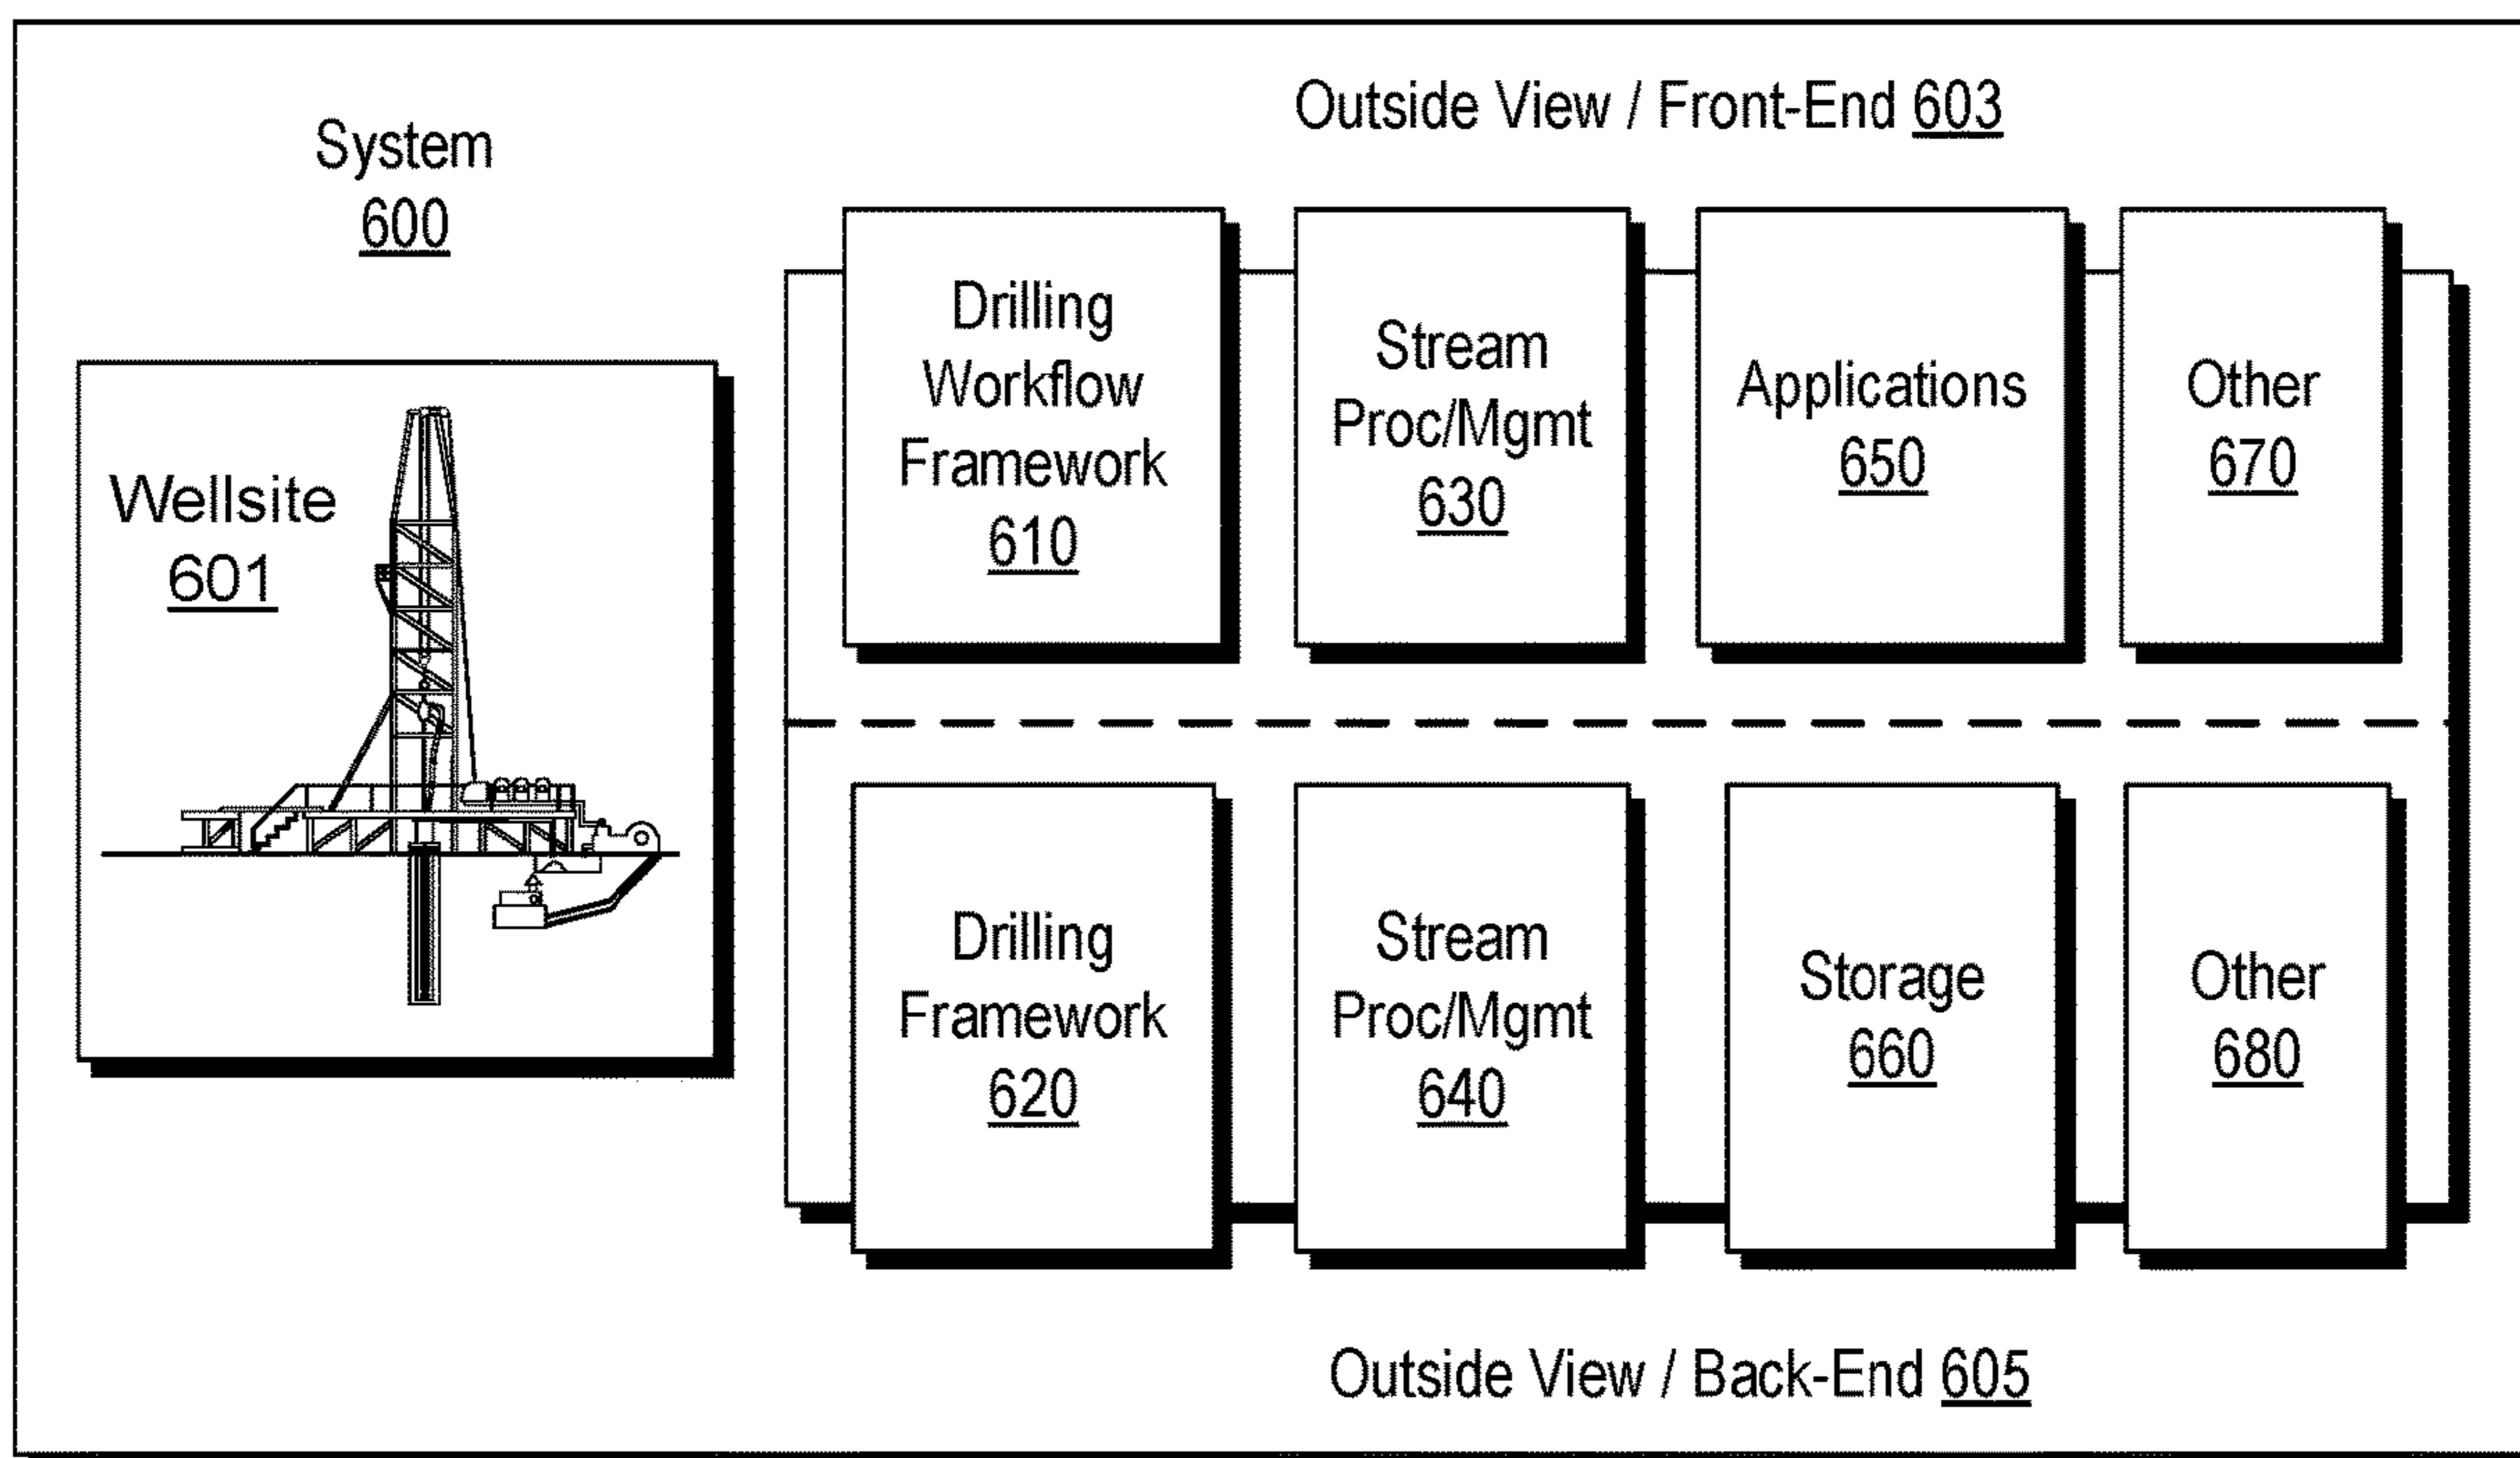 System
600
Outside View / Front-End 603
Wellsite
601
Drilling
Workflow
Framework
610
Stream
Proc/Mgmt
630
Applications
650
Other
670
Drilling
Framework
620
Stream
Proc/Mgmt
640
Storage
660
Other
680
Outside View / Back-End 605